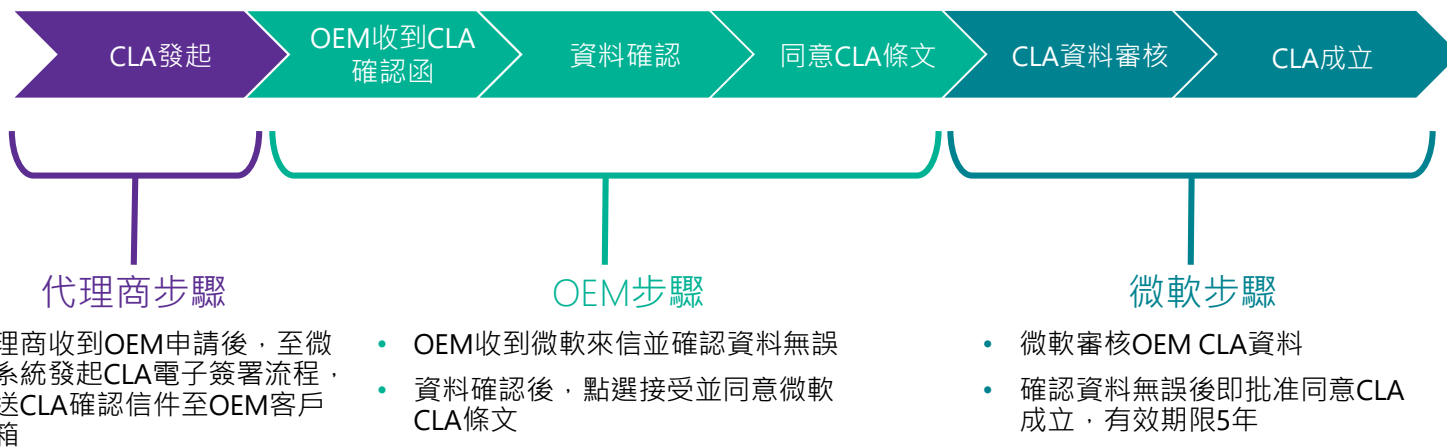 CLA發起
OEM收到CLA
確認函
資料確認
同意CLA條文
CLA資料審核
CLA成立
代理商步驟
理商收到OEM申請後，至微
系統發起CLA電子簽署流程，
送CLA確認信件至OEM客戶
箱
OEM步驟
• OEM收到微軟來信並確認資料無誤
• 資料確認後，點選接受並同意微軟
CLA條文
微軟步驟
• 微軟審核OEM CLA資料
• 確認資料無誤後即批准同意CLA
成立，有效期限5年